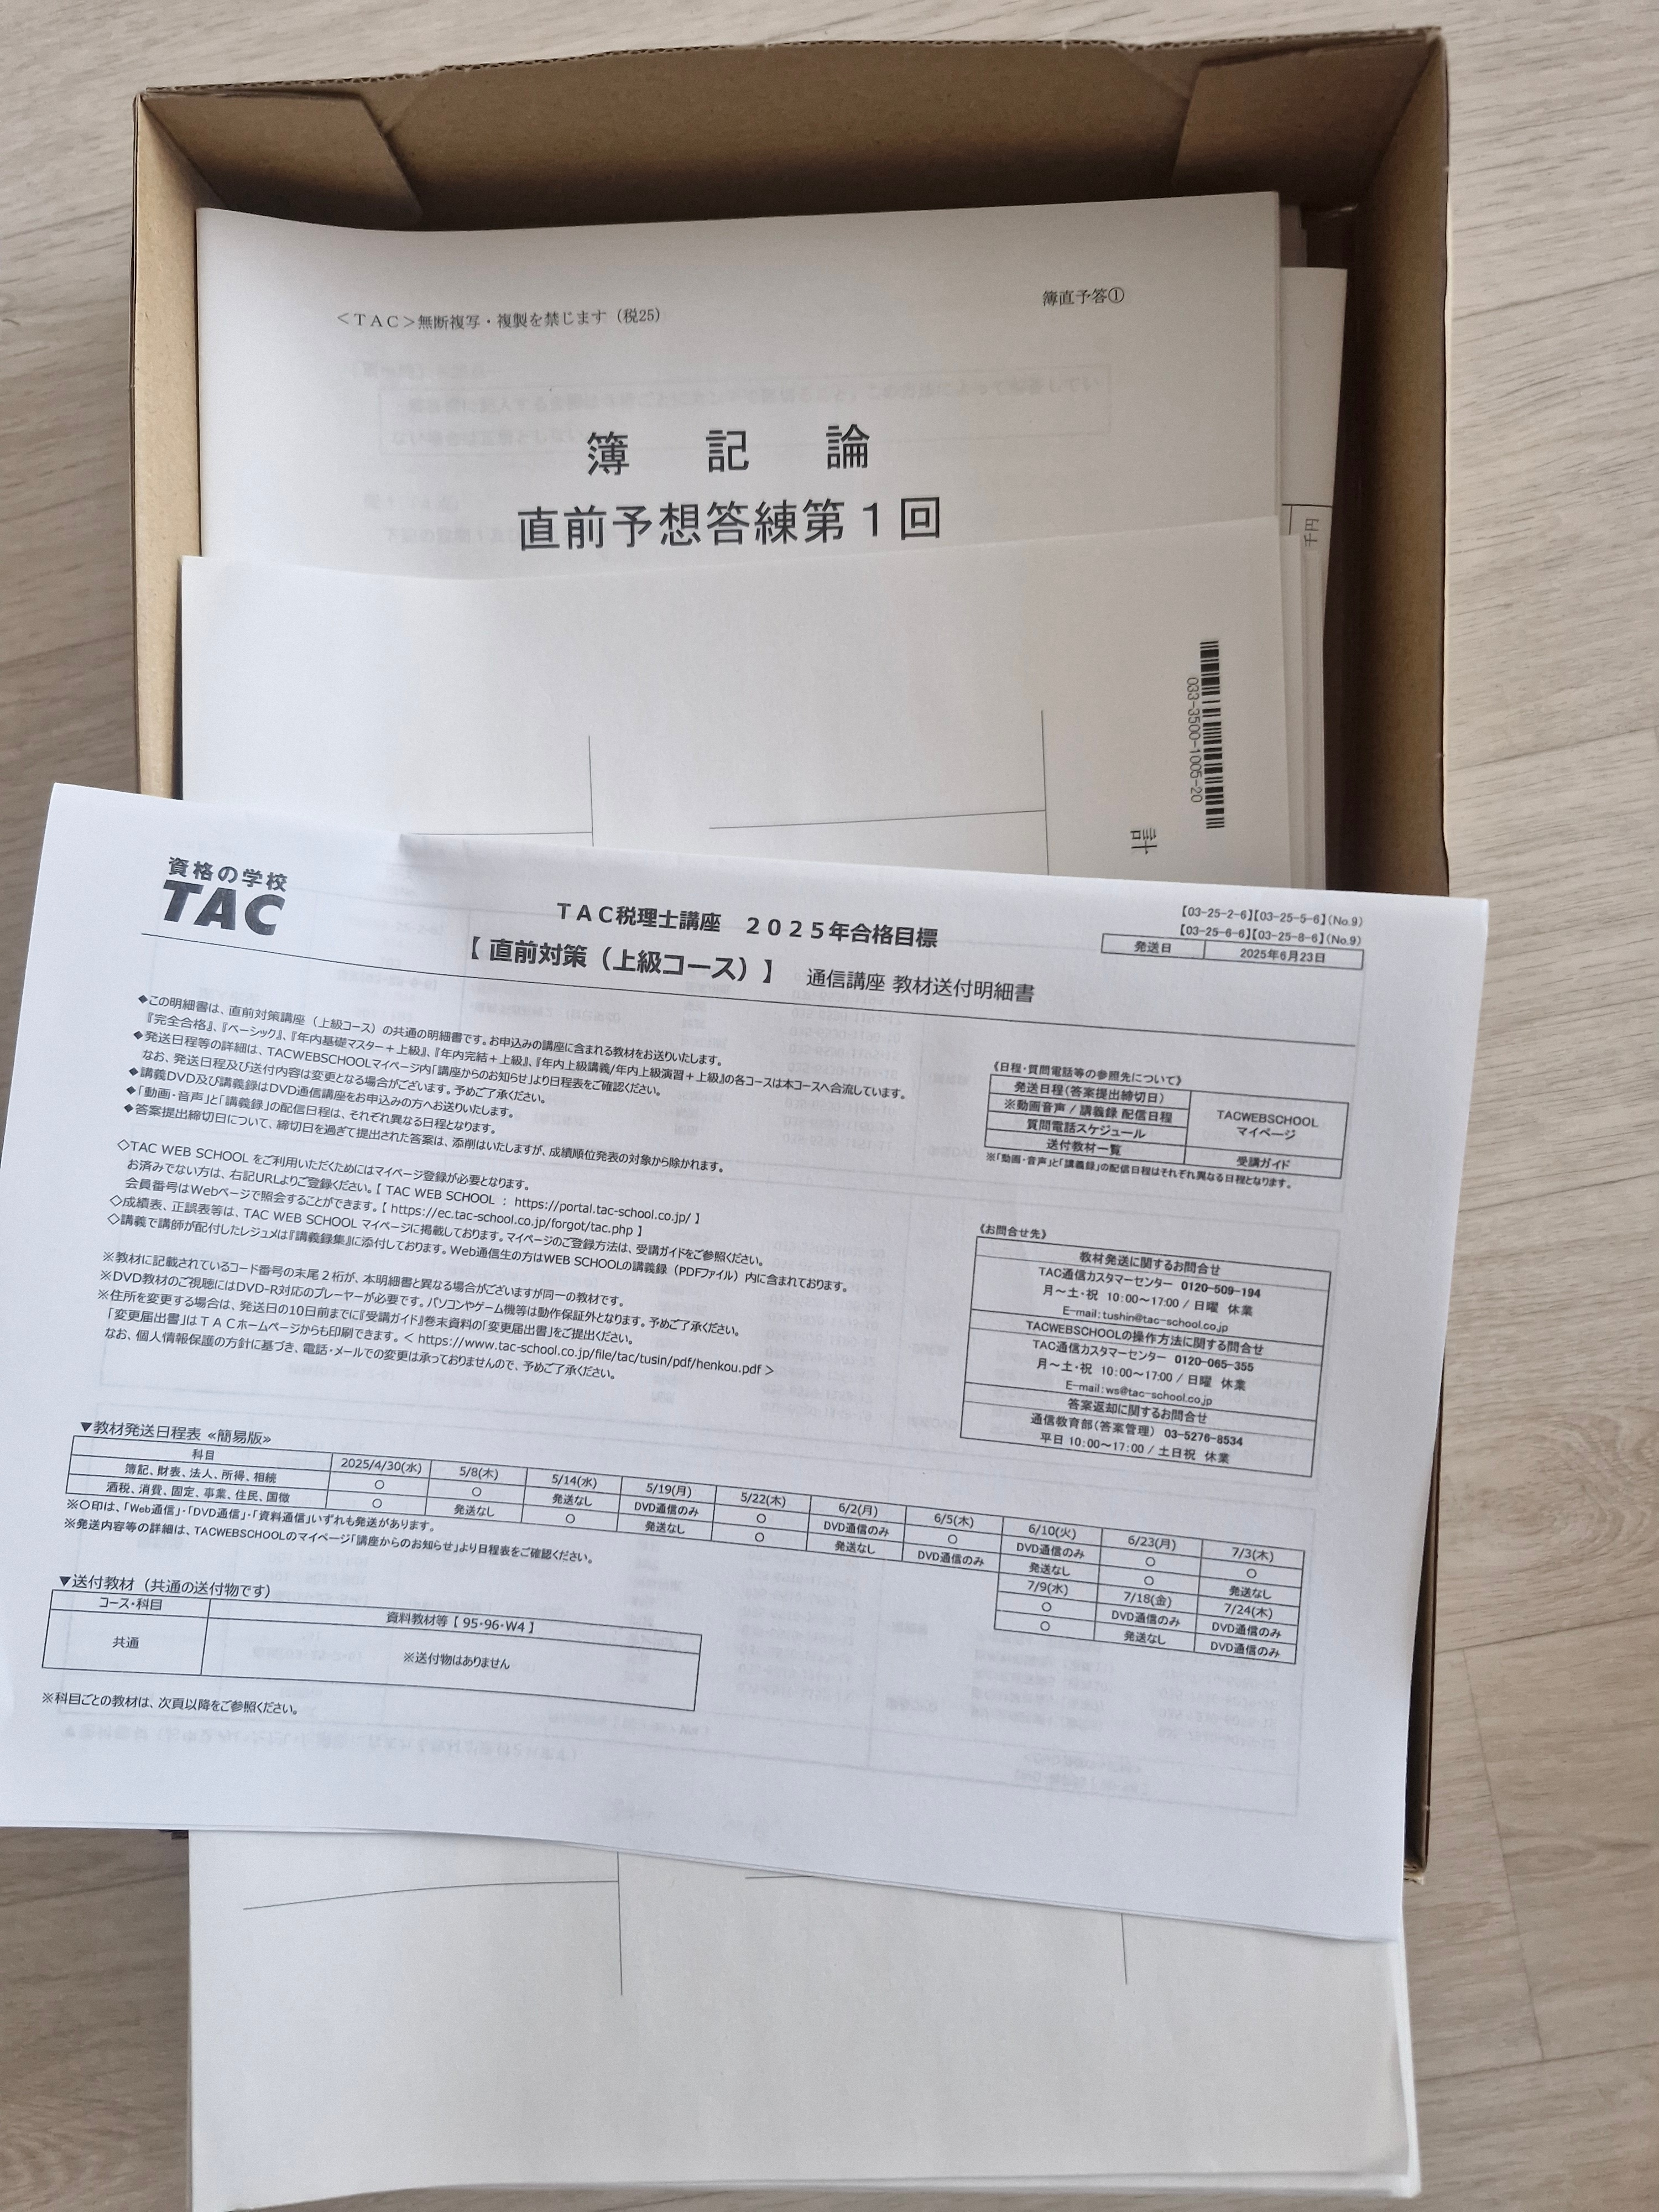 簿直予答①
＜ＴＡＣ＞無断複写・複製を禁じます（税25）
簿 記 論
直前予想答練第１回
千円
033-3500-1005-20
計
資格の学校
TAC
ＴＡＣ税理士講座 ２０２５年合格目標
【 直前対策（上級コース）】 通信講座 教材送付明細書
【03-25-2-6】【03-25-5-6】（No.9）
【03-25-6-6】【03-25-8-6】（No.9）
発送日 2025年6月23日
◆この明細書は、直前対策講座（上級コース）の共通の明細書です。お申込みの講座に含まれる教材をお送りいたします。
『完全合格』、『ベーシック』、『年内基礎マスター＋上級』、『年内完結＋上級』、『年内上級講義/年内上級演習＋上級』の各コースは本コースへ合流しています。
◆発送日程等の詳細は、TACWEBSCHOOLマイページ内「講座からのお知らせ」より日程表をご確認ください。
なお、発送日程及び送付内容は変更となる場合がございます。予めご了承ください。
◆講義DVD及び講義録はDVD通信講座をお申込みの方へお送りいたします。
◆「動画・音声」と「講義録」の配信日程は、それぞれ異なる日程となります。
◆答案提出締切日について、締切日を過ぎて提出された答案は、添削はいたしますが、成績順位発表の対象から除かれます。
◇TAC WEB SCHOOL をご利用いただくためにはマイページ登録が必要となります。
お済みでない方は、右記URLよりご登録ください。【 TAC WEB SCHOOL ： https://portal.tac-school.co.jp/ 】
会員番号はWebページで照会することができます。【 https://ec.tac-school.co.jp/forgot/tac.php 】
◇成績表、正誤表等は、TAC WEB SCHOOL マイページに掲載しております。マイページのご登録方法は、受講ガイドをご参照ください。
◇講義で講師が配付したレジュメは『講義録集』に添付しております。Web通信生の方はWEB SCHOOLの講義録（PDFファイル）内に含まれております。
※教材に記載されているコード番号の末尾２桁が、本明細書と異なる場合がございますが同一の教材です。
※DVD教材のご視聴にはDVD-R対応のプレーヤーが必要です。パソコンやゲーム機等は動作保証外となります。予めご了承ください。
※住所を変更する場合は、発送日の10日前までに『受講ガイド』巻末資料の「変更届出書」をご提出ください。
「変更届出書」はＴＡＣホームページからも印刷できます。< https://www.tac-school.co.jp/file/tac/tusin/pdf/henkou.pdf >
なお、個人情報保護の方針に基づき、電話・メールでの変更は承っておりませんので、予めご了承ください。
《日程・質問電話等の参照先について》
発送日程（答案提出締切日） TACWEBSCHOOL マイページ
※動画音声 / 講義録 配信日程
質問電話スケジュール
送付教材一覧 受講ガイド
※「動画・音声」と「講義録」の配信日程はそれぞれ異なる日程となります。
《お問合せ先》
教材発送に関するお問合せ
TAC通信カスタマーセンター 0120-509-194
月～土・祝 10:00～17:00 / 日曜 休業
E-mail：tushin@tac-school.co.jp
TACWEBSCHOOLの操作方法に関する問合せ
TAC通信カスタマーセンター 0120-065-355
月～土・祝 10:00～17:00 / 日曜 休業
E-mail：ws@tac-school.co.jp
答案返却に関するお問合せ
通信教育部（答案管理） 03-5276-8534
平日 10:00～17:00 / 土日祝 休業
▼教材発送日程表 ≪簡易版≫
科目 2025/4/30(水) 5/8(木) 5/14(水) 5/19(月) 5/22(木) 6/2(月) 6/5(木) 6/10(火) 6/23(月) 7/3(木)
簿記、財表、法人、所得、相続 ○ ○ 発送なし DVD通信のみ ○ DVD通信のみ ○ DVD通信のみ ○ ○
酒税、消費、固定、事業、住民、国徴 ○ 発送なし ○ 発送なし ○ 発送なし DVD通信のみ 発送なし ○ 発送なし
7/9(水) 7/18(金) 7/24(木)
○ DVD通信のみ DVD通信のみ
○ 発送なし DVD通信のみ
※○印は、「Web通信」・「DVD通信」・「資料通信」いずれも発送があります。
※発送内容等の詳細は、TACWEBSCHOOLのマイページ「講座からのお知らせ」より日程表をご確認ください。
▼送付教材（共通の送付物です）
コース・科目 資料教材等【 95・96・W4 】
共通 ※送付物はありません
※科目ごとの教材は、次頁以降をご参照ください。